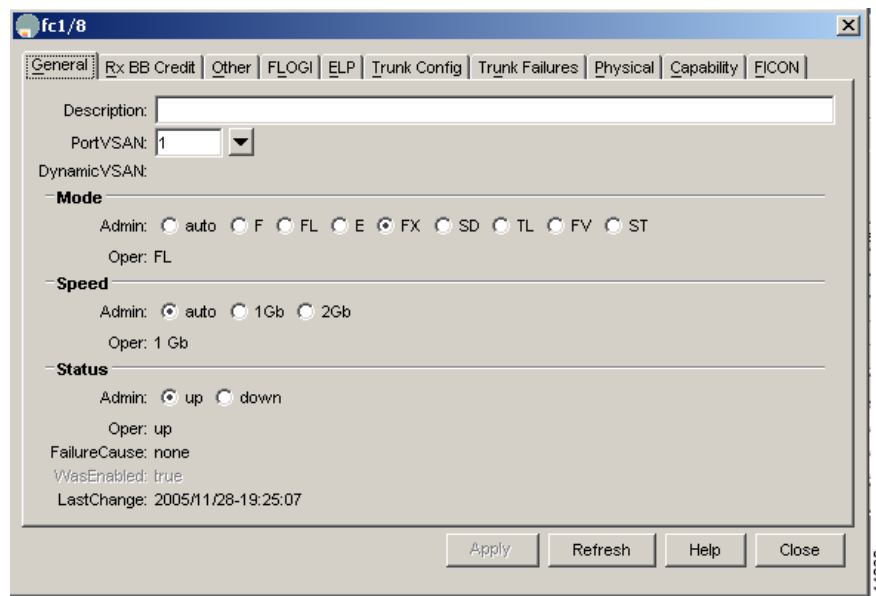 fc1/8
General Rx BB Credit Other FLOGI ELP Trunk Config Trunk Failures Physical Capability FICON
Description:
PortVSAN: 1
DynamicVSAN:
Mode
Admin: auto F FL E FX SD TL FV ST
Oper: FL
Speed
Admin: auto 1Gb 2Gb
Oper: 1 Gb
Status
Admin: up down
Oper: up
FailureCause: none
WasEnabled: true
LastChange: 2005/11/28-19:25:07
Apply Refresh Help Close